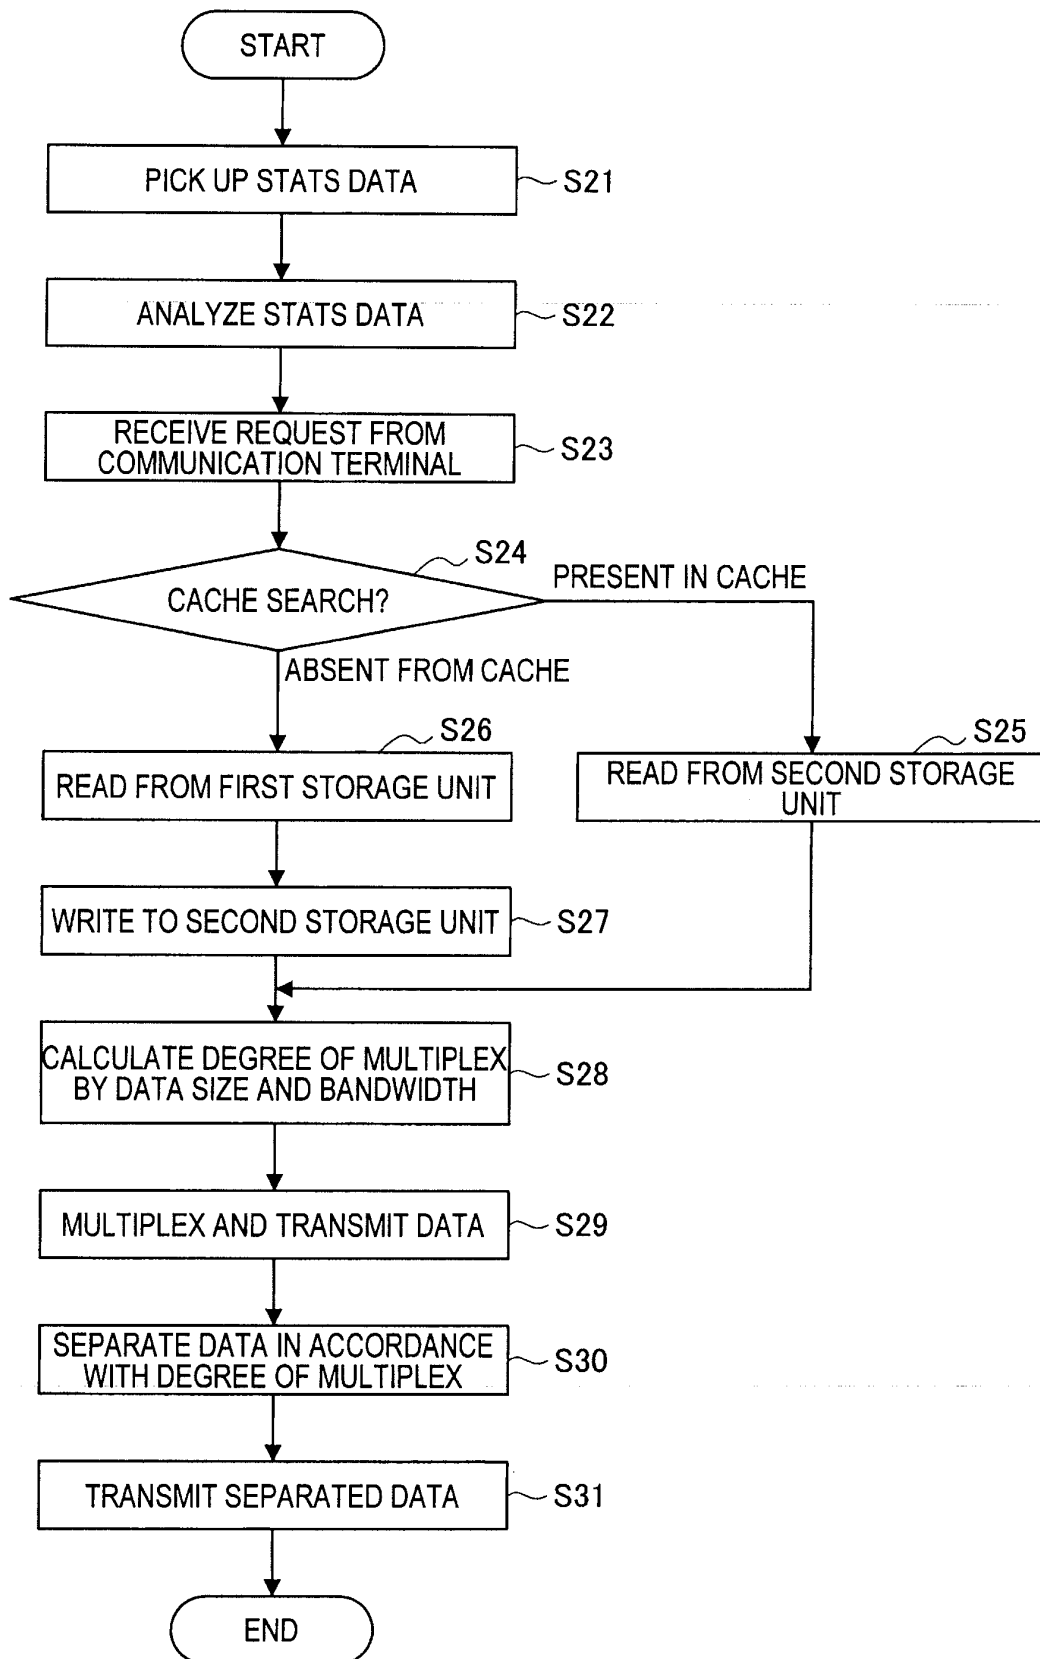 START
PICK UP STATS DATA
S21
ANALYZE STATS DATA
S22
RECEIVE REQUEST FROM
COMMUNICATION TERMINAL
S23
S24
CACHE SEARCH?
PRESENT IN CACHE
ABSENT FROM CACHE
S26
READ FROM FIRST STORAGE UNIT
S25
READ FROM SECOND STORAGE
UNIT
WRITE TO SECOND STORAGE UNIT
S27
CALCULATE DEGREE OF MULTIPLEX
BY DATA SIZE AND BANDWIDTH
S28
MULTIPLEX AND TRANSMIT DATA
S29
SEPARATE DATA IN ACCORDANCE
WITH DEGREE OF MULTIPLEX
S30
TRANSMIT SEPARATED DATA
S31
END